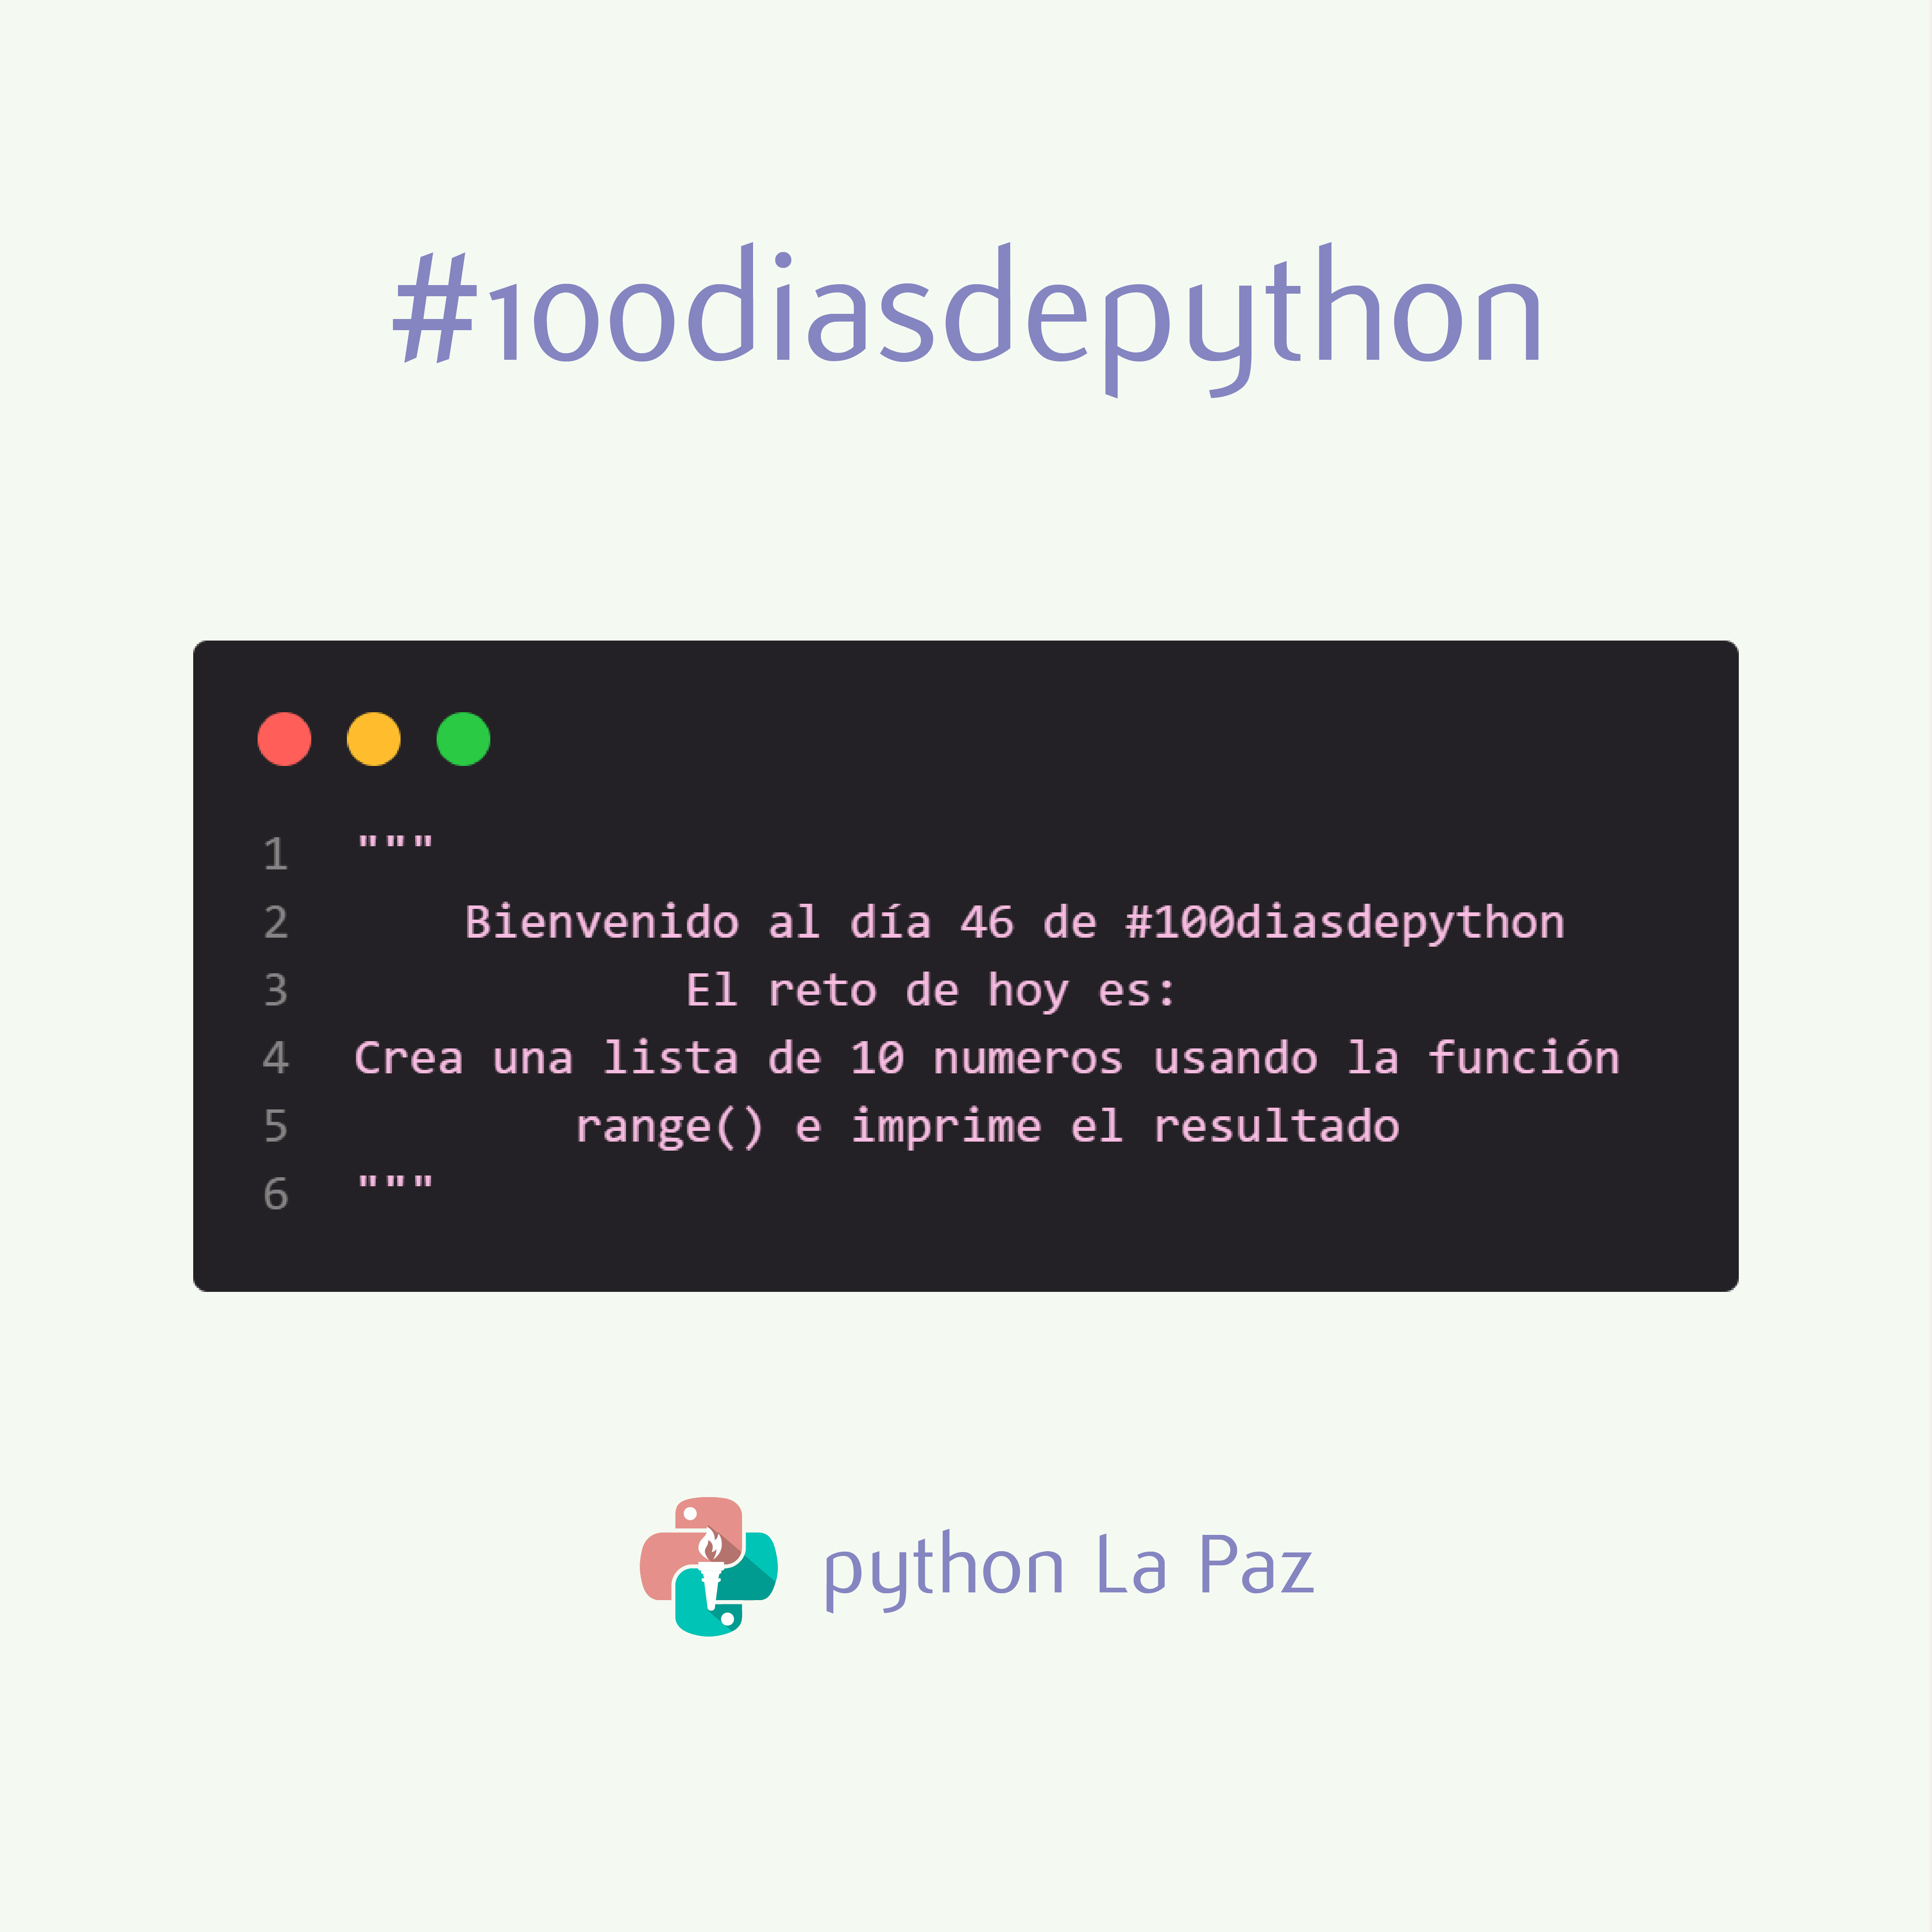 #100diasdepython
1 """
2 Bienvenido al día 46 de #100diasdepython
3 El reto de hoy es:
4 Crea una lista de 10 numeros usando la función
5 range() e imprime el resultado
6 """
python La Paz